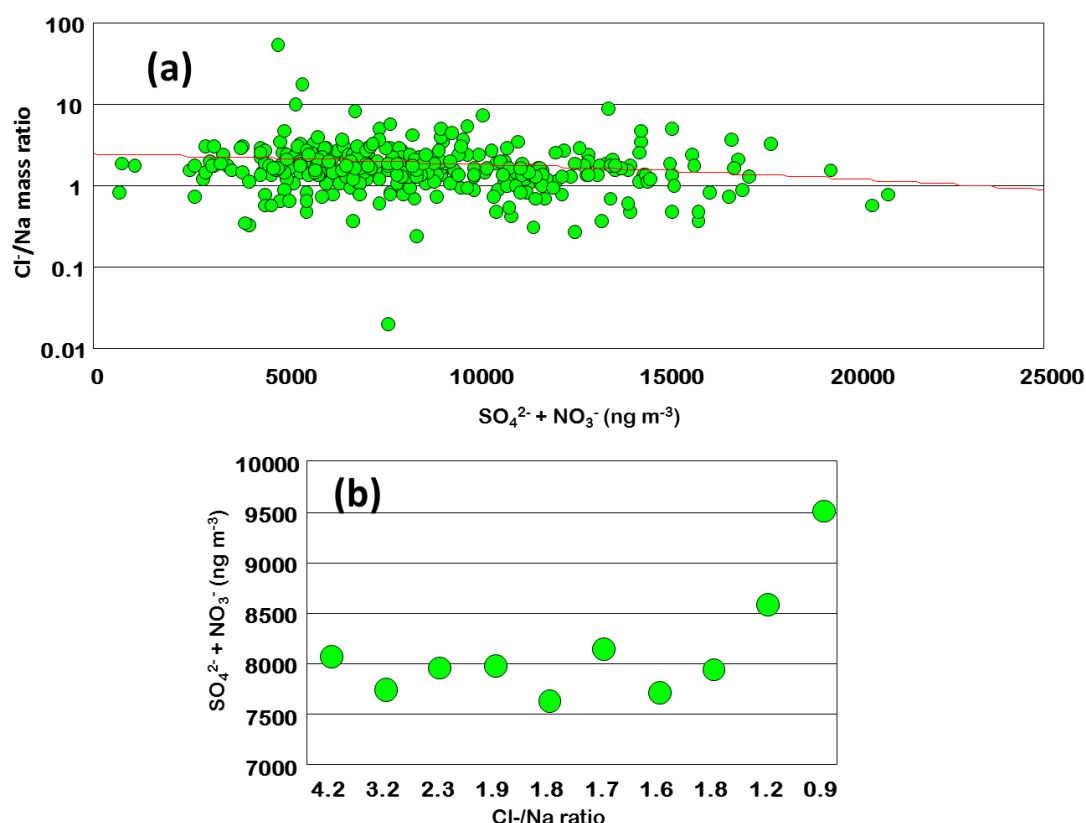 100
(a)
10
1
0.1
0.01
Cl⁻/Na mass ratio
0 5000 10000 15000 20000 25000
SO₄²⁻ + NO₃⁻ (ng m⁻³)
10000
(b)
9500
9000
8500
8000
7500
7000
SO₄²⁻ + NO₃⁻ (ng m⁻³)
4.2 3.2 2.3 1.9 1.8 1.7 1.6 1.8 1.2 0.9
Cl-/Na ratio